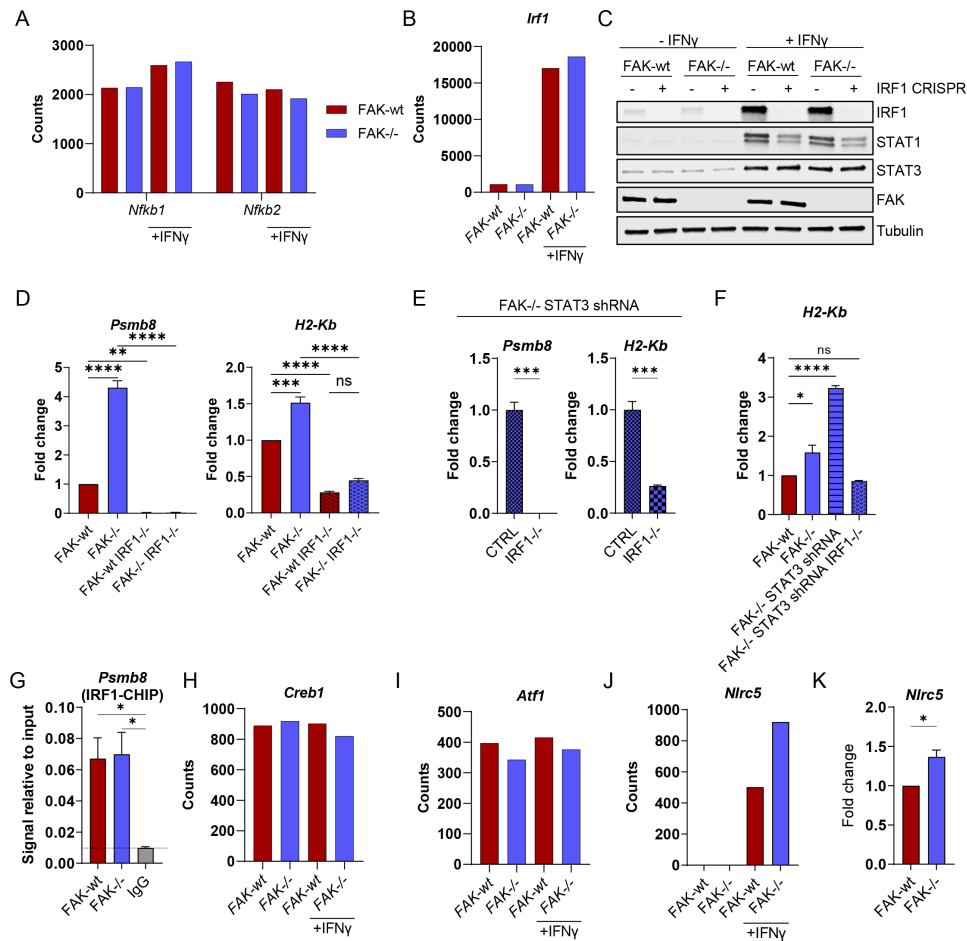 A
3000
2000
1000
0
Counts
Nfkb1
Nfkb2
+IFNγ
+IFNγ
FAK-wt
FAK-/-
B
Irf1
20000
15000
10000
5000
0
Counts
FAK-wt
FAK-/-
FAK-wt
FAK-/-
+IFNγ
C
- IFNγ
+ IFNγ
FAK-wt
FAK-/-
FAK-wt
FAK-/-
- + - + - + - + IRF1 CRISPR
IRF1
STAT1
STAT3
FAK
Tubulin
D
Psmb8
****
**
****
5
4
3
2
1
0
Fold change
FAK-wt
FAK-/-
FAK-wt IRF1-/-
FAK-/- IRF1-/-
H2-Kb
****
****
***
ns
2.0
1.5
1.0
0.5
0.0
Fold change
FAK-wt
FAK-/-
FAK-wt IRF1-/-
FAK-/- IRF1-/-
E
FAK-/- STAT3 shRNA
Psmb8
***
1.5
1.0
0.5
0.0
Fold change
CTRL
IRF1-/-
H2-Kb
***
1.5
1.0
0.5
0.0
Fold change
CTRL
IRF1-/-
F
H2-Kb
ns
****
*
4
3
2
1
0
Fold change
FAK-wt
FAK-/-
FAK-/- STAT3 shRNA
FAK-/- STAT3 shRNA IRF1-/-
G
Psmb8
(IRF1-CHIP)
*
*
0.10
0.08
0.06
0.04
0.02
0.00
Signal relative to input
FAK-wt
FAK-/-
IgG
H
Creb1
1000
800
600
400
200
0
Counts
FAK-wt
FAK-/-
FAK-wt
FAK-/-
+IFNγ
I
Atf1
600
500
400
300
200
100
0
Counts
FAK-wt
FAK-/-
FAK-wt
FAK-/-
+IFNγ
J
Nlrc5
1000
800
600
400
200
0
Counts
FAK-wt
FAK-/-
FAK-wt
FAK-/-
+IFNγ
K
Nlrc5
*
2.0
1.5
1.0
0.5
0.0
Fold change
FAK-wt
FAK-/-